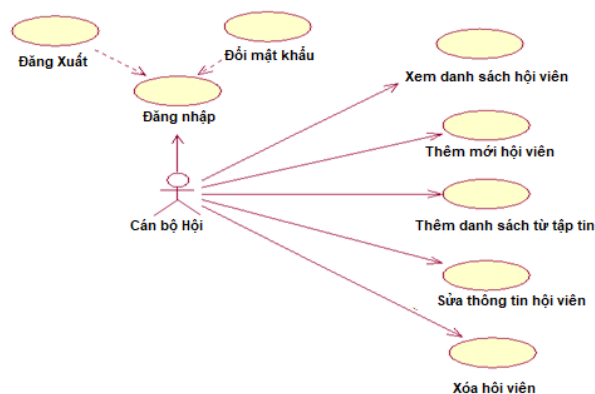 Đăng Xuất
Đổi mật khẩu
Đăng nhập
Cán bộ Hội
Xem danh sách hội viên
Thêm mới hội viên
Thêm danh sách từ tập tin
Sửa thông tin hội viên
Xóa hội viên